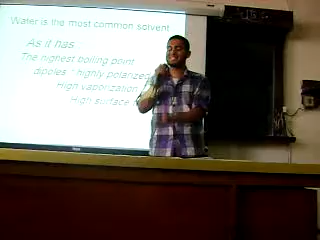 Water is the most common solvent
As it has
The highest boiling point
dipoles " highly polarized
High vaporization
High surface